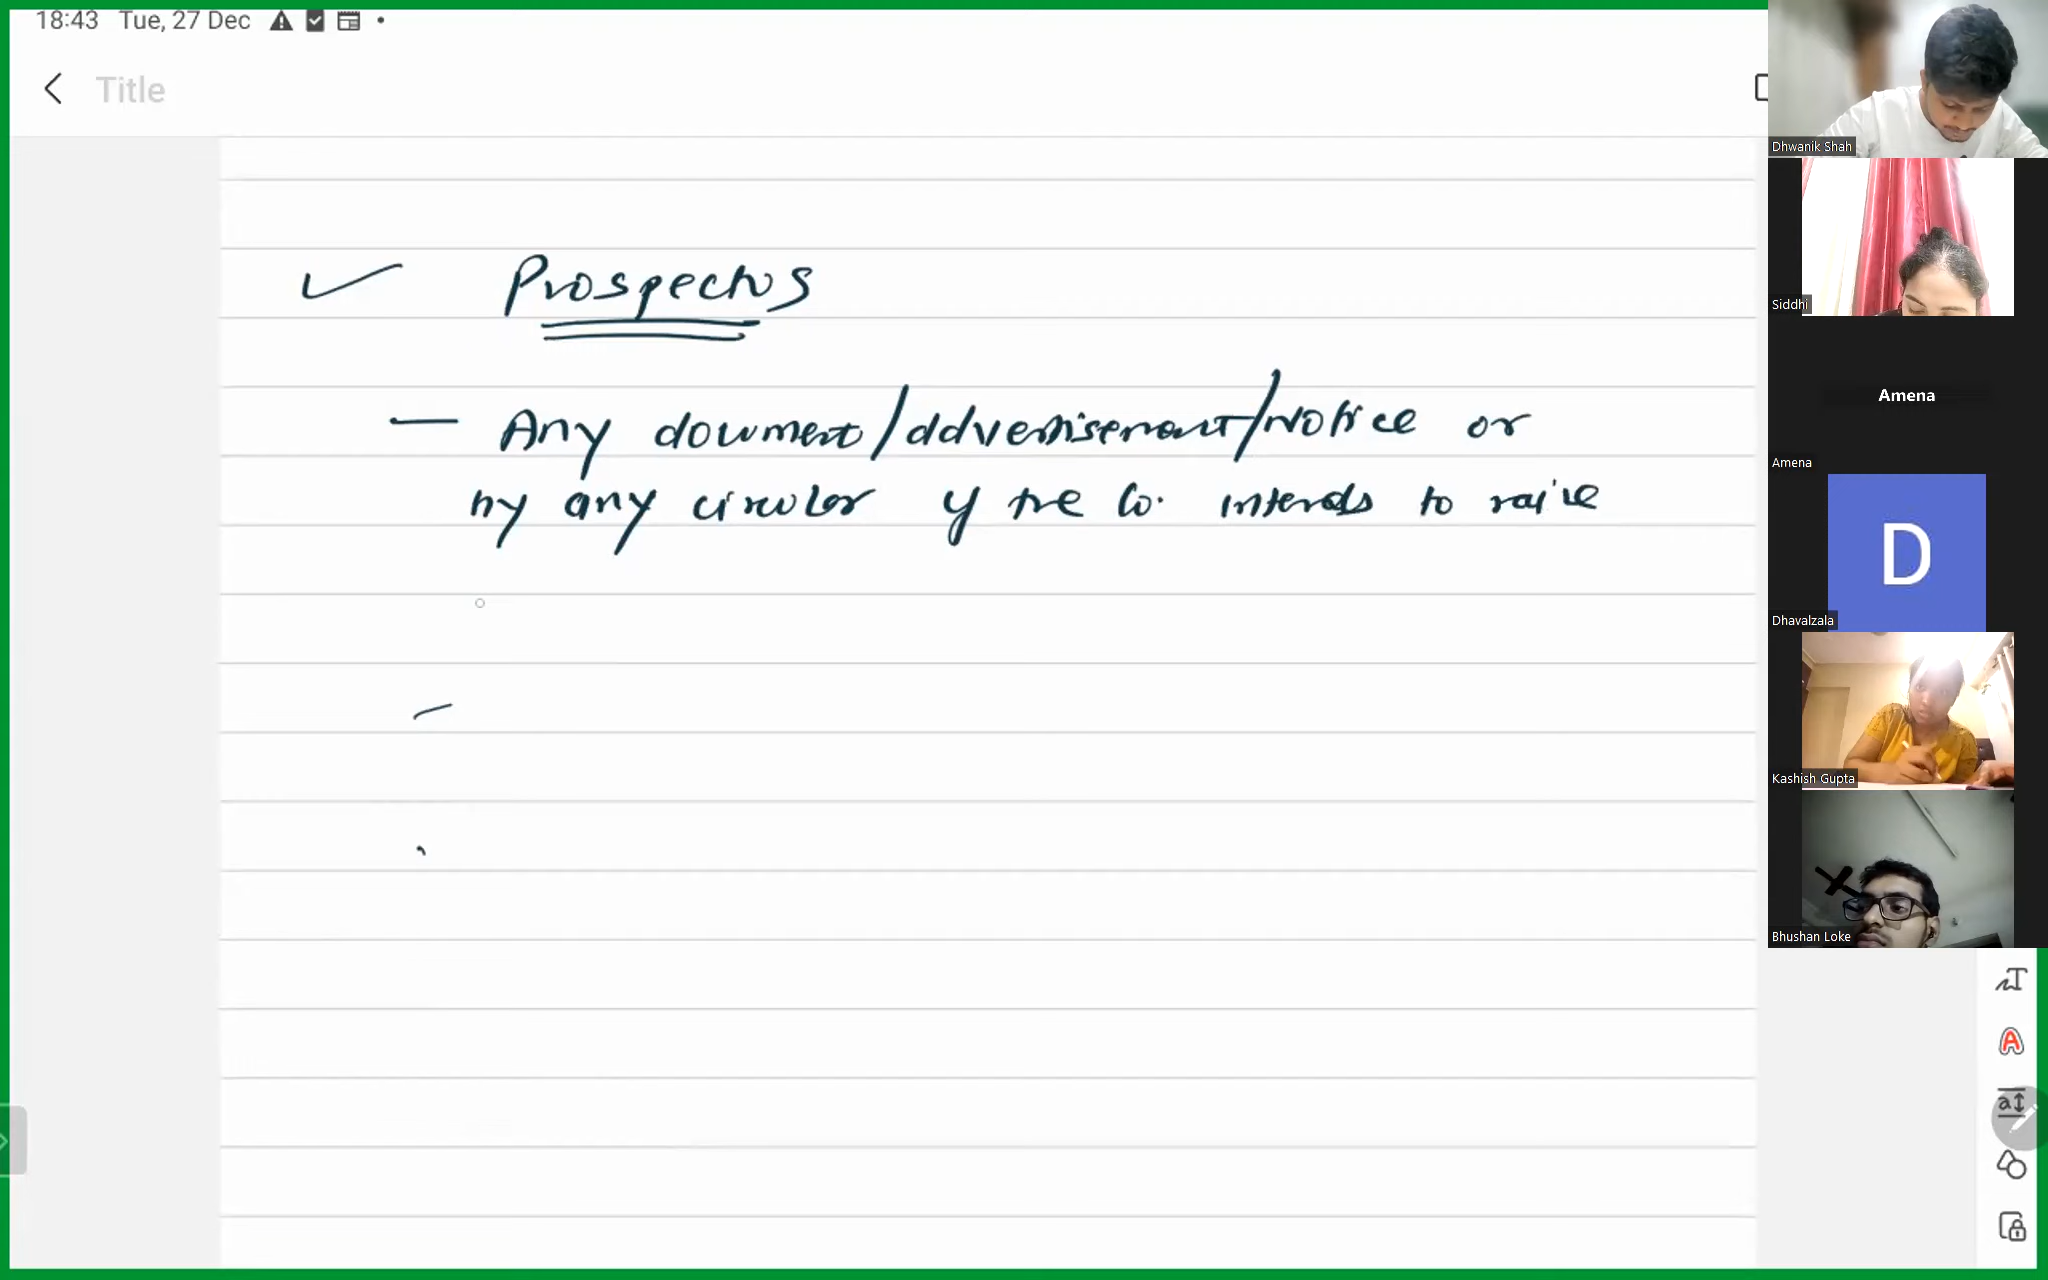 18:43 Tue, 27 Dec
Title
Prospectus
— Any document/advertisement/Notice or
by any circular if the Co. intends to raise
Dhwanik Shah
Siddhi
Amena
Amena
D
Dhavalzala
Kashish Gupta
Bhushan Loke